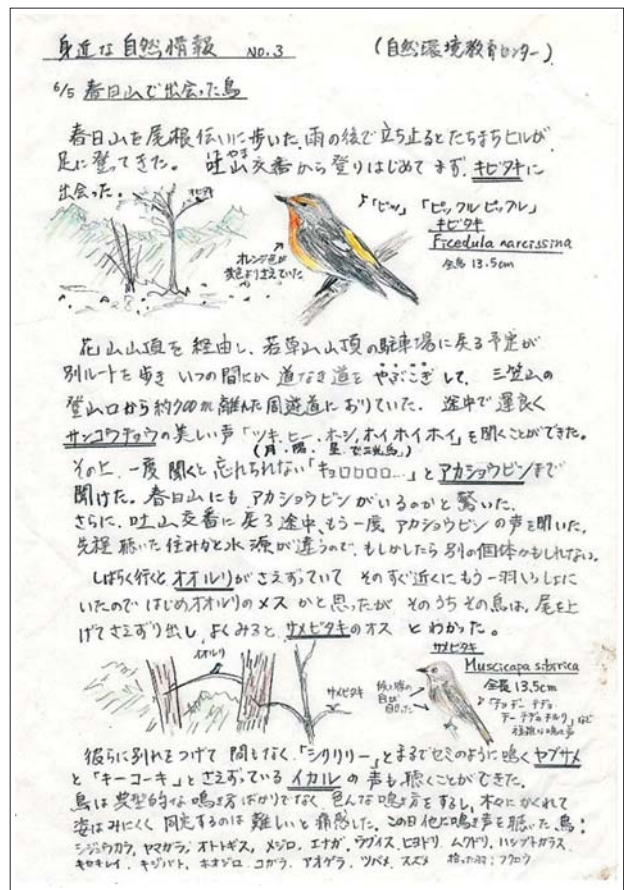 身近な自然情報 NO.3 (自然環境教育センター)
6/5 春日山で出会った鳥
春日山を尾根伝いに歩いた。雨の後で立ち止るとたちまちヒルが
足に登ってきた。 吐山交番から登りはじめてまず、キビタキに
はやま
出会った。
キビタキ
オレンジ色が
黄色よりさえていた
♪「ピッ」 「ピックル ピックル」
キビタキ
Ficedula narcissina
全長 13.5cm
花山山頂を経由し、若草山山頂の駐車場に戻る予定が
別ルートを歩き いつの間にか 道なき道を やぶこぎ して、三笠山の
登山口から約700m離れた周遊道におりていた。 途中で運良く
サンコウチョウの美しい声「ツキ、ヒー、ホーシ、ホイ ホイ ホイ」を聞くことができた。
(月・陽・星で三光鳥)
その上、一度聞くと、忘れられない「キョロロロロ…」とアカショウビンまで
聞けた。春日山にも アカショウビンがいるのかと驚いた。
さらに、吐山交番に戻る途中、もう一度 アカショウビン の声を聞いた。
先程聴いた住みかと水源が違うので、もしかしたら別の個体かもしれない。
しばらく行くと オオルリがさえずっていて そのすぐ近くにもう一羽いっしょに
いたので はじめオオルリのメス かと思ったが そのうちその鳥は、尾を上
げてさえずり出し、よくみると サメビタキのオス とわかった。
オオルリ
サメビタキ
サメビタキ
Muscicapa sibirica
全長 13.5cm
彼らに別れをつげて 間もなく「シリリリー」とまるでセミのように鳴く ヤブサメ
と「キーコーキ」とさえずっている イカル の声も聴くことができた。
鳥は典型的な鳴き方ばかりでなく 色んな鳴き方をするし、木々にかくれて
姿はみにくく 同定するのは 難しいと痛感した。この日他に鳴き声を聴いた鳥:
シジュウカラ, ヤマガラ, オトトギス, メジロ, エナガ, ウグイス, ヒヨドリ, ムクドリ, ハシブトガラス
キセキレイ, キジバト, ホオジロ, コガラ, アオゲラ, ツバメ, スズメ 拾った羽:フクロウ